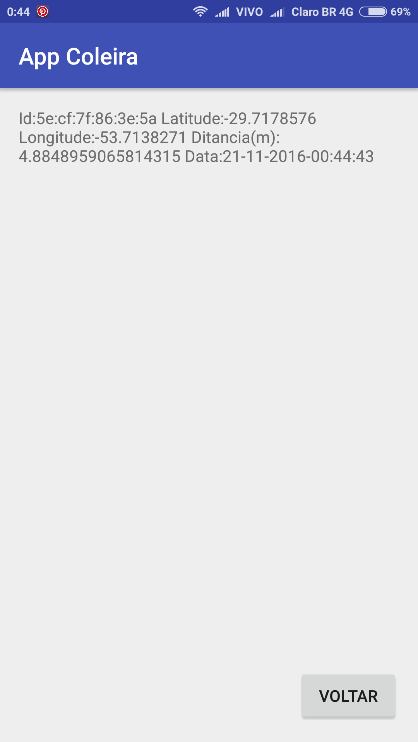 0:44 VIVO Claro BR 4G 69%
App Coleira
Id:5e:cf:7f:86:3e:5a Latitude:-29.7178576
Longitude:-53.7138271 Ditancia(m):
4.8848959065814315 Data:21-11-2016-00:44:43
VOLTAR